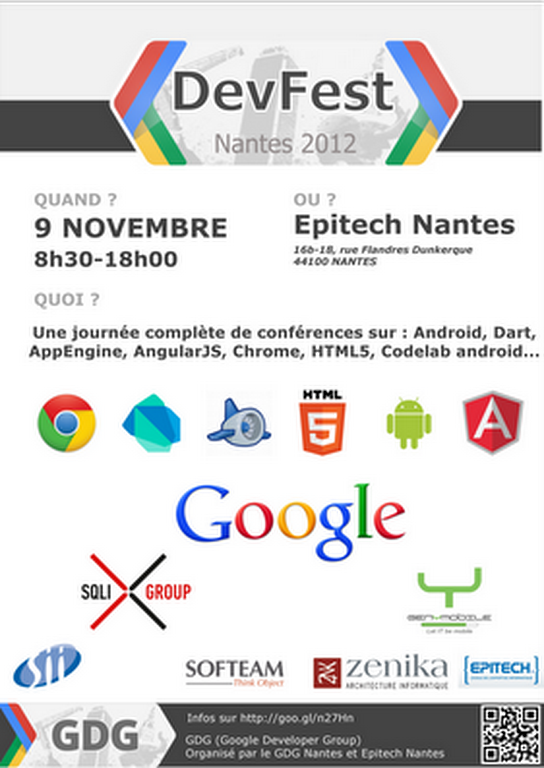 DevFest
Nantes 2012
QUAND ?
9 NOVEMBRE
8h30-18h00
OU ?
Epitech Nantes
16b-18, rue Flandres Dunkerque
44100 NANTES
QUOI ?
Une journée complète de conférences sur : Android, Dart,
AppEngine, AngularJS, Chrome, HTML5, Codelab android...
HTML
5
A
Google
SQLI GROUP
GEN-MOBILE
Let IT be mobile
SII
SOFTEAM
Think Object
zenika
ARCHITECTURE INFORMATIQUE
[EPITECH.]
GDG
Infos sur http://goo.gl/n27Hn
GDG (Google Developer Group)
Organisé par le GDG Nantes et Epitech Nantes